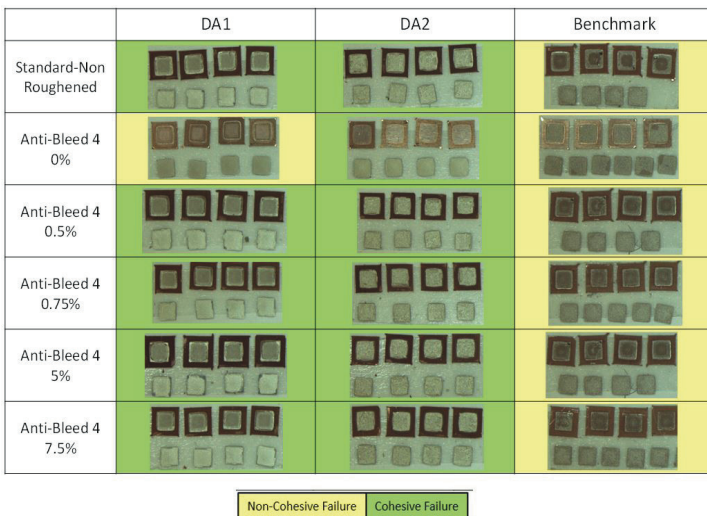 DA1 DA2 Benchmark
Standard-Non
Roughened
Anti-Bleed 4
0%
Anti-Bleed 4
0.5%
Anti-Bleed 4
0.75%
Anti-Bleed 4
5%
Anti-Bleed 4
7.5%
Non-Cohesive Failure Cohesive Failure